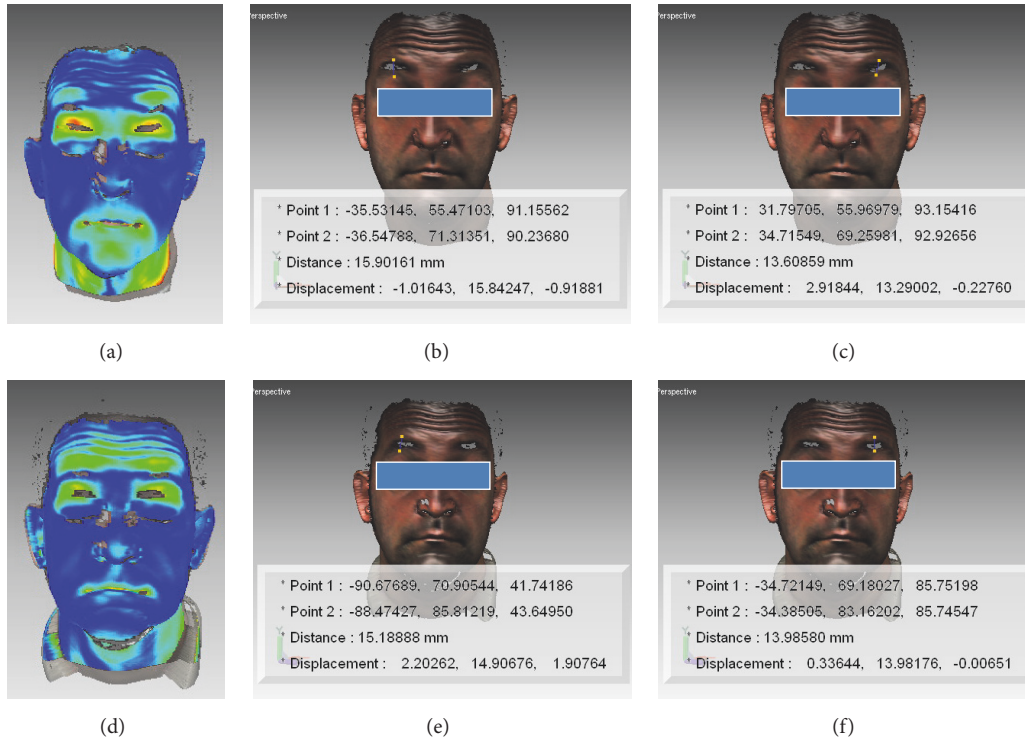 Perspective
Perspective
* Point 1 : -35.53145, 55.47103, 91.15562
* Point 2 : -36.54788, 71.31351, 90.23680
* Distance : 15.90161 mm
* Displacement : -1.01643, 15.84247, -0.91881
* Point 1 : 31.79705, 55.96979, 93.15416
* Point 2 : 34.71549, 69.25981, 92.92656
* Distance : 13.60859 mm
* Displacement : 2.91844, 13.29002, -0.22760
(a)
(b)
(c)
Perspective
Perspective
* Point 1 : -90.67689, 70.90544, 41.74186
* Point 2 : -88.47427, 85.81219, 43.64950
* Distance : 15.18888 mm
* Displacement : 2.20262, 14.90676, 1.90764
* Point 1 : -34.72149, 69.18027, 85.75198
* Point 2 : -34.38505, 83.16202, 85.74547
* Distance : 13.98580 mm
* Displacement : 0.33644, 13.98176, -0.00651
(d)
(e)
(f)